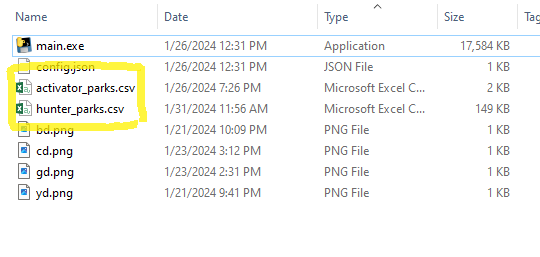 Name Date Type Size Tag
main.exe 1/26/2024 12:31 PM Application 17,584 KB
config.json 1/26/2024 12:31 PM JSON File 1 KB
activator_parks.csv 1/26/2024 7:26 PM Microsoft Excel C... 2 KB
hunter_parks.csv 1/31/2024 11:56 AM Microsoft Excel C... 149 KB
bd.png 1/21/2024 10:09 PM PNG File 1 KB
cd.png 1/23/2024 3:12 PM PNG File 1 KB
gd.png 1/23/2024 2:31 PM PNG File 1 KB
yd.png 1/21/2024 9:41 PM PNG File 1 KB